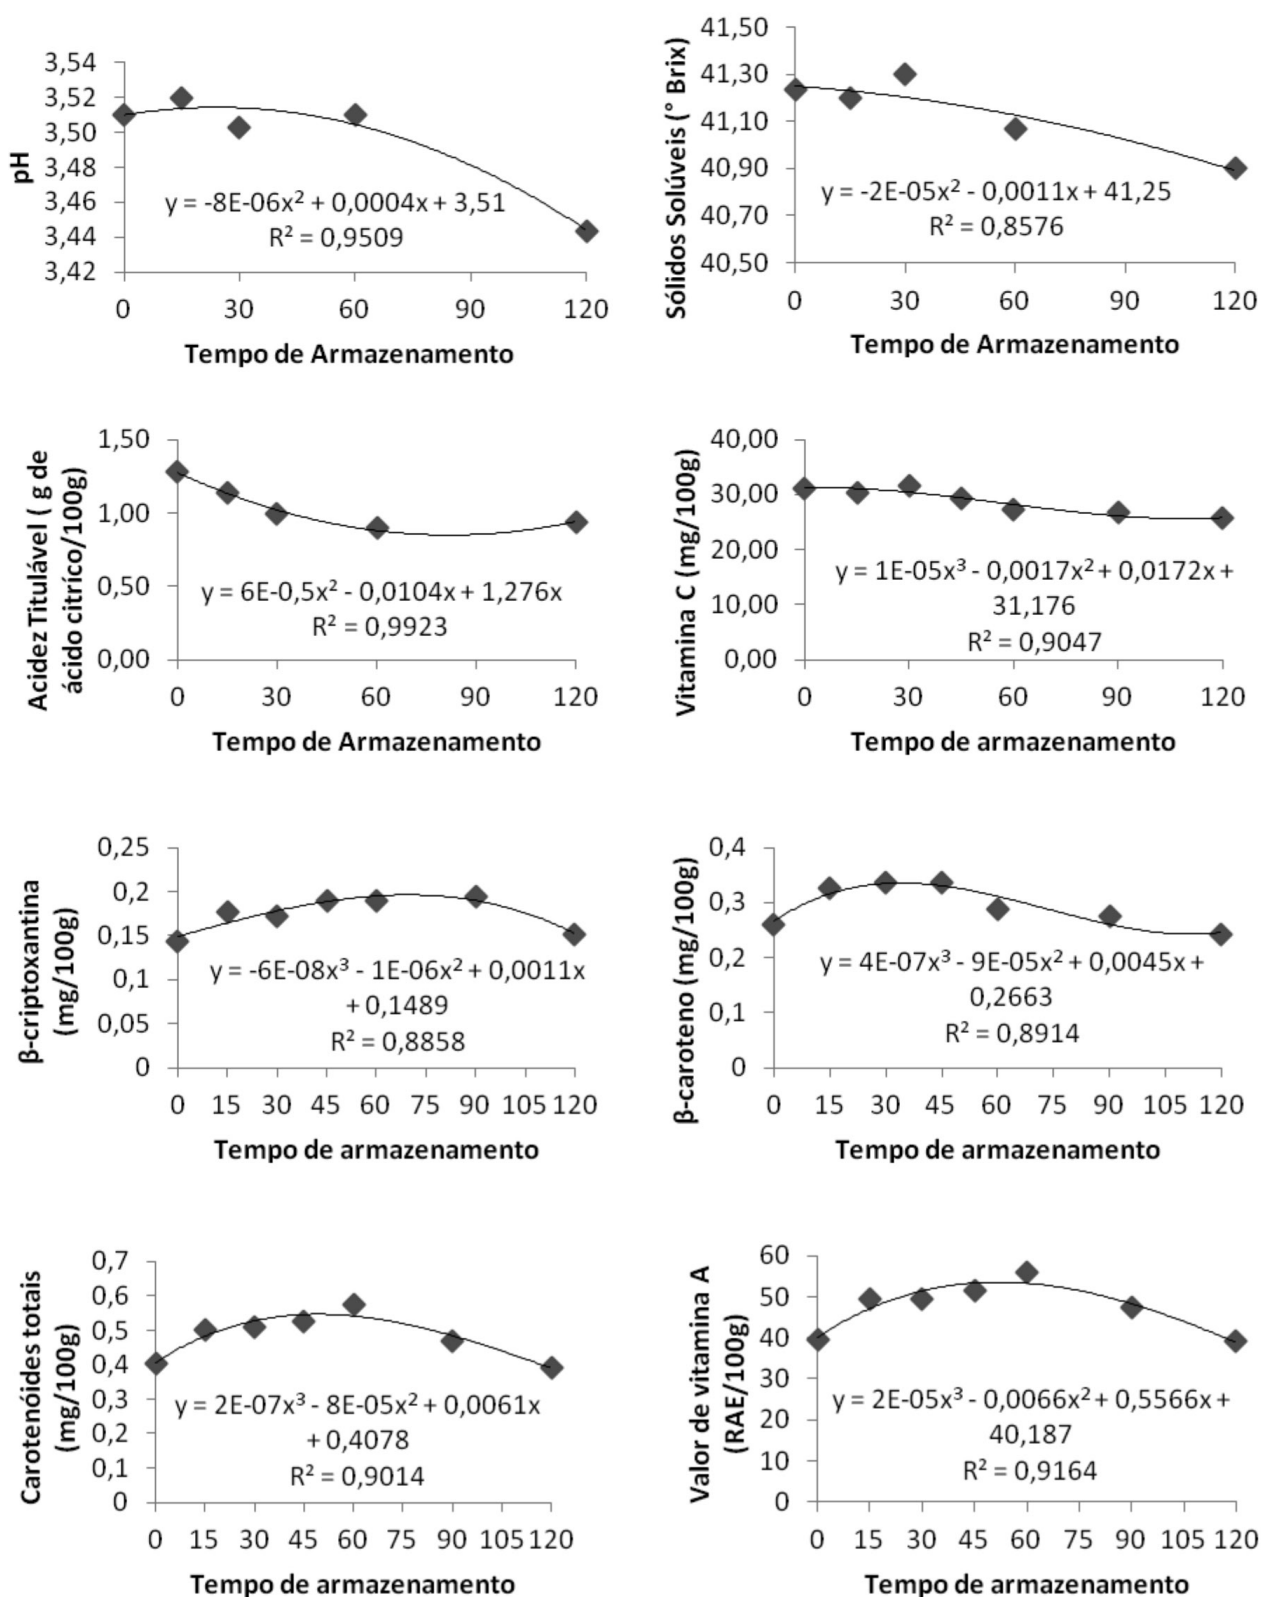 pH
3,54
3,52
3,50
3,48
3,46
3,44
3,42
y = -8E-06x² + 0,0004x + 3,51
R² = 0,9509
0 30 60 90 120
Tempo de Armazenamento
Sólidos Solúveis (° Brix)
41,50
41,30
41,10
40,90
40,70
40,50
y = -2E-05x² - 0,0011x + 41,25
R² = 0,8576
0 30 60 90 120
Tempo de Armazenamento
Acidez Titulável ( g de
ácido citríco/100g)
1,50
1,00
0,50
0,00
y = 6E-0,5x² - 0,0104x + 1,276x
R² = 0,9923
0 30 60 90 120
Tempo de Armazenamento
Vitamina C (mg/100g)
40,00
30,00
20,00
10,00
0,00
y = 1E-05x³ - 0,0017x² + 0,0172x +
31,176
R² = 0,9047
0 30 60 90 120
Tempo de armazenamento
β-criptoxantina
(mg/100g)
0,25
0,2
0,15
0,1
0,05
0
y = -6E-08x³ - 1E-06x² + 0,0011x
+ 0,1489
R² = 0,8858
0 15 30 45 60 75 90 105 120
Tempo de armazenamento
β-caroteno (mg/100g)
0,4
0,3
0,2
0,1
0
y = 4E-07x³ - 9E-05x² + 0,0045x +
0,2663
R² = 0,8914
0 15 30 45 60 75 90 105 120
Tempo de armazenamento
Carotenóides totais
(mg/100g)
0,7
0,6
0,5
0,4
0,3
0,2
0,1
0
y = 2E-07x³ - 8E-05x² + 0,0061x
+ 0,4078
R² = 0,9014
0 15 30 45 60 75 90 105 120
Tempo de armazenamento
Valor de vitamina A
(RAE/100g)
60
50
40
30
20
10
0
y = 2E-05x³ - 0,0066x² + 0,5566x +
40,187
R² = 0,9164
0 15 30 45 60 75 90 105 120
Tempo de armazenamento